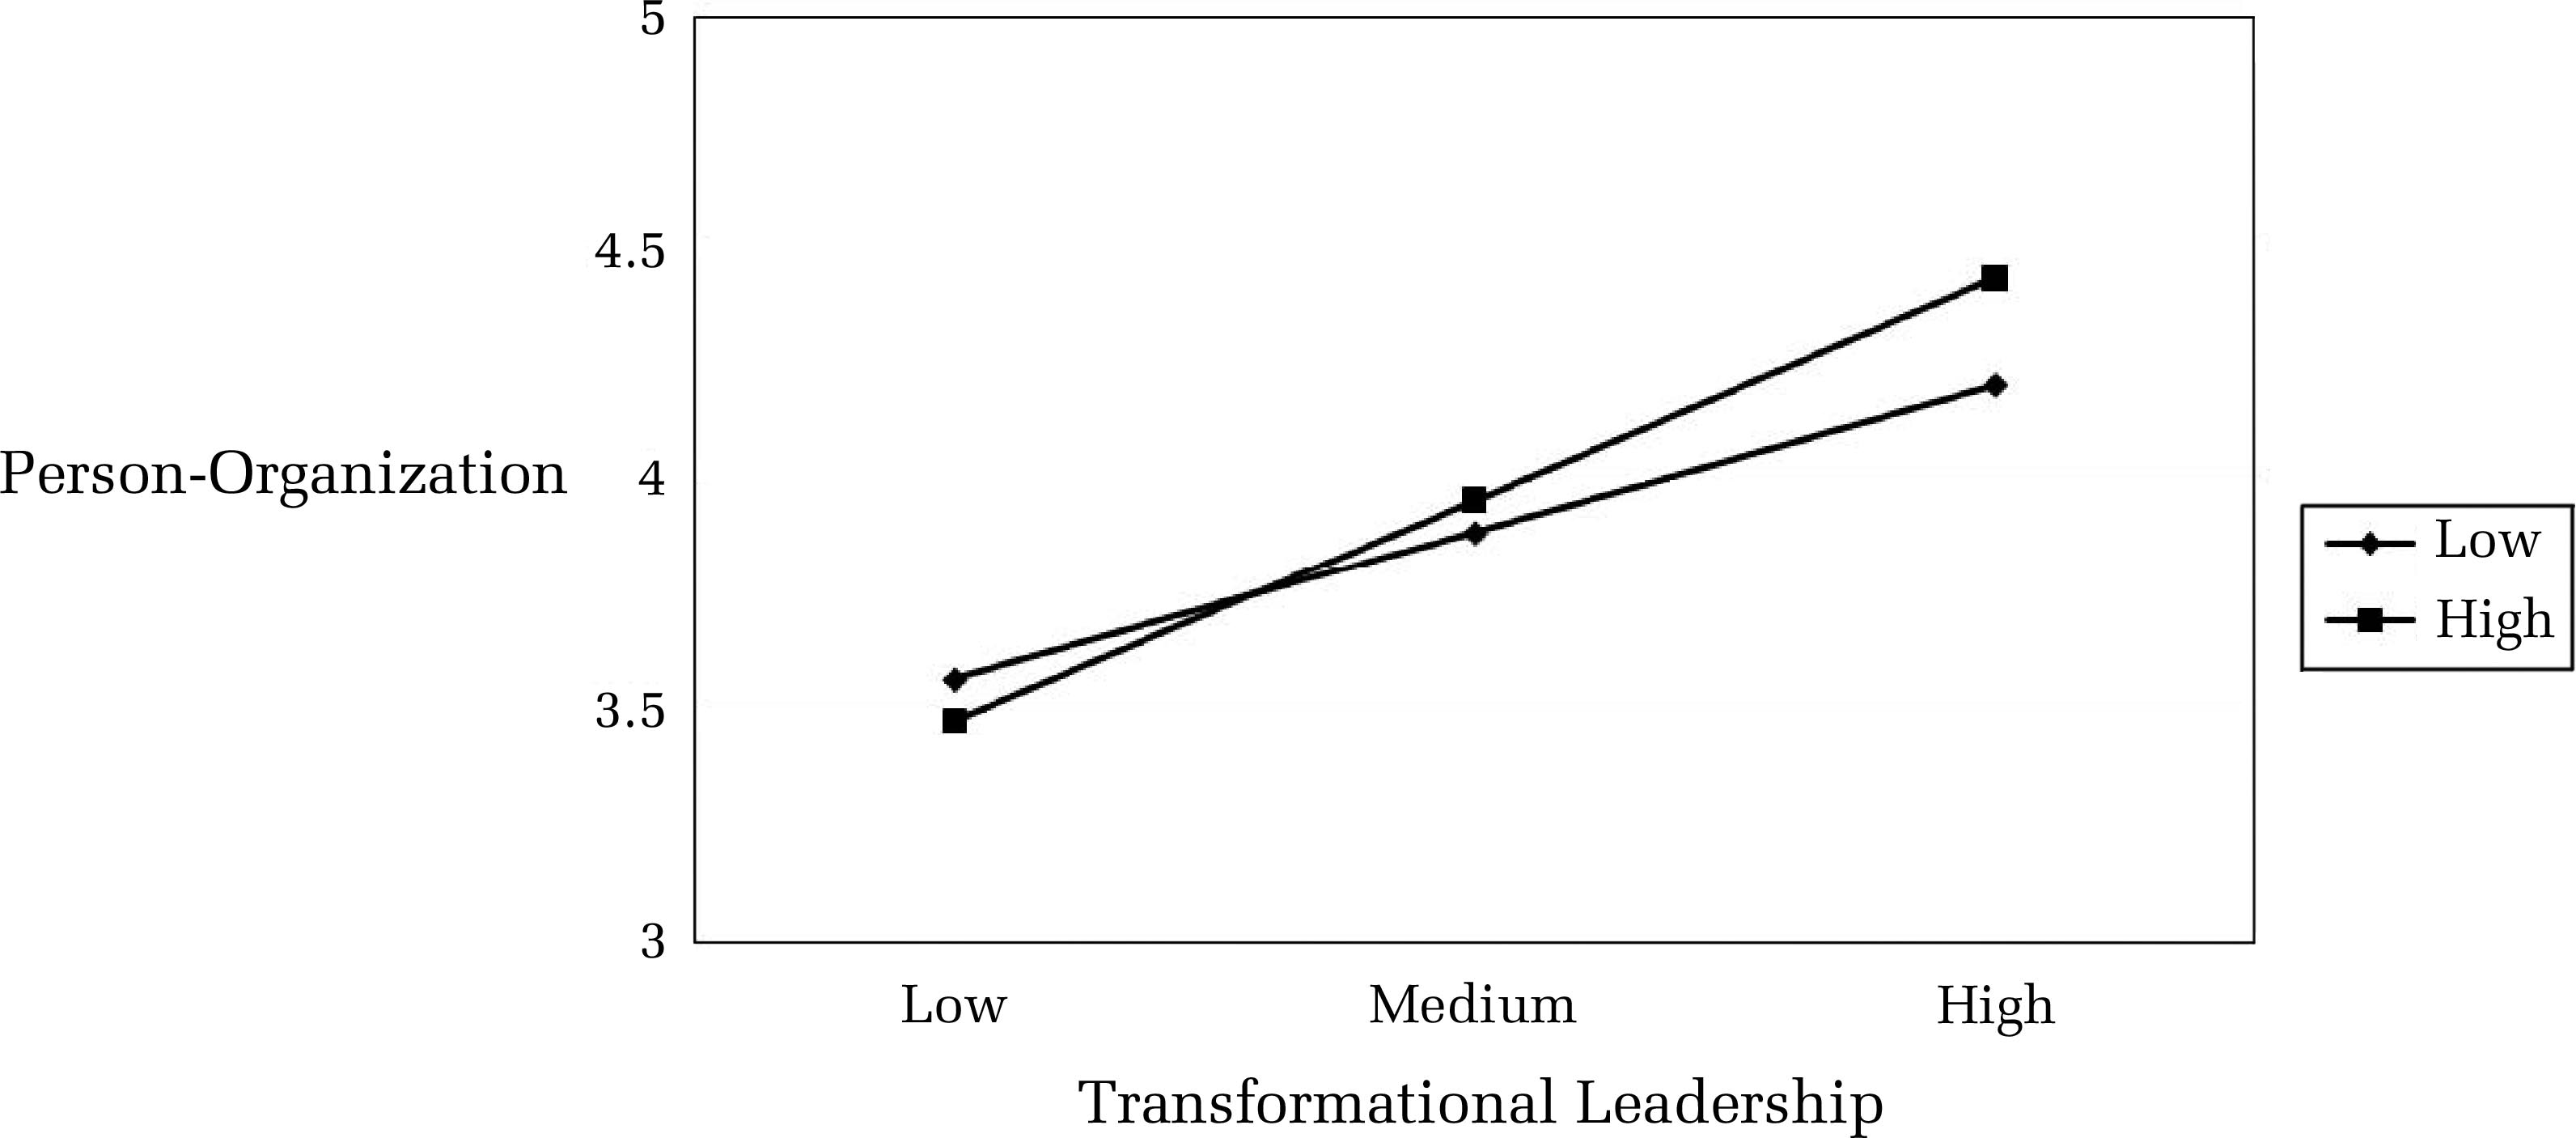 5
4.5
Person-Organization
4
3.5
3
Low
High
Low
Medium
High
Transformational Leadership